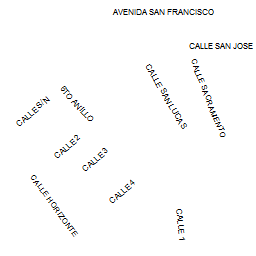 AVENIDA SAN FRANCISCO
CALLE SAN JOSE
CALLE SAN LUCAS
CALLE SACRAMENTO
6TO ANILLO
CALLE S/N
CALLE 2
CALLE 3
CALLE 4
CALLE HORIZONTE
CALLE 1